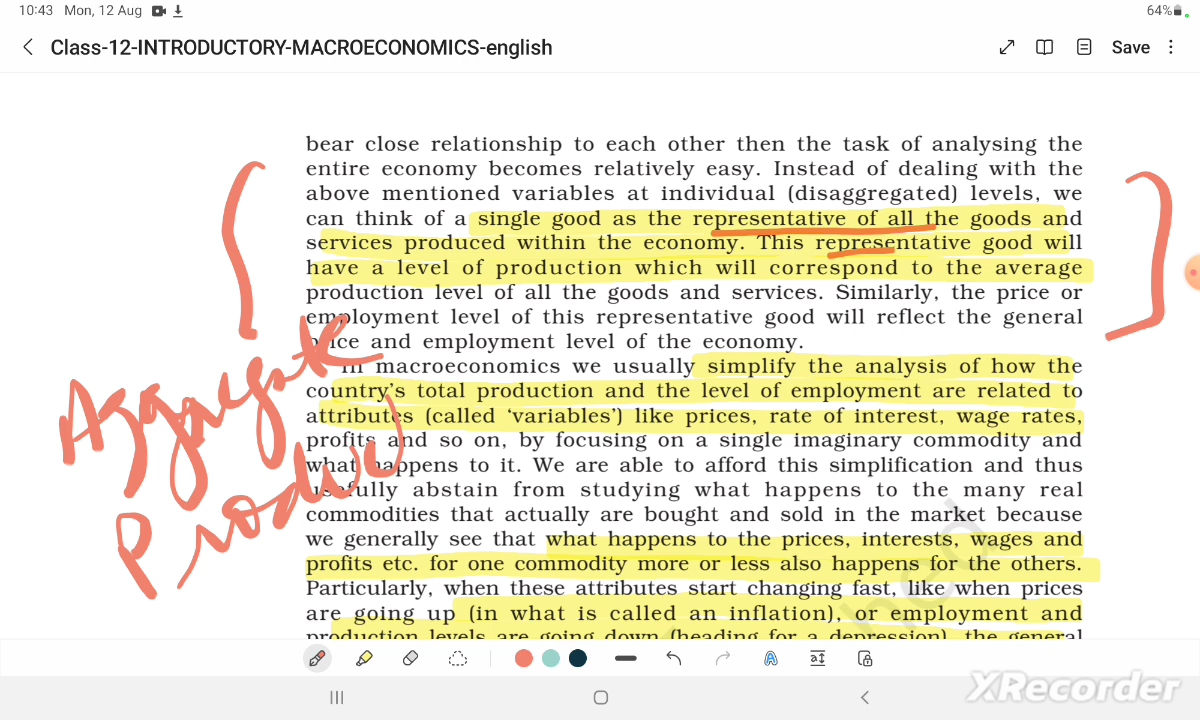 10:43 Mon, 12 Aug
64%
Class-12-INTRODUCTORY-MACROECONOMICS-english
Save
bear close relationship to each other then the task of analysing the
entire economy becomes relatively easy. Instead of dealing with the
above mentioned variables at individual (disaggregated) levels, we
can think of a single good as the representative of all the goods and
services produced within the economy. This representative good will
have a level of production which will correspond to the average
production level of all the goods and services. Similarly, the price or
employment level of this representative good will reflect the general
price and employment level of the economy.
In macroeconomics we usually simplify the analysis of how the
country's total production and the level of employment are related to
attributes (called 'variables') like prices, rate of interest, wage rates,
profits and so on, by focusing on a single imaginary commodity and
what happens to it. We are able to afford this simplification and thus
usefully abstain from studying what happens to the many real
commodities that actually are bought and sold in the market because
we generally see that what happens to the prices, interests, wages and
profits etc. for one commodity more or less also happens for the others.
Particularly, when these attributes start changing fast, like when prices
are going up (in what is called an inflation), or employment and
production levels are going down (heading for a depression), the general
Aggregate
XRecorder